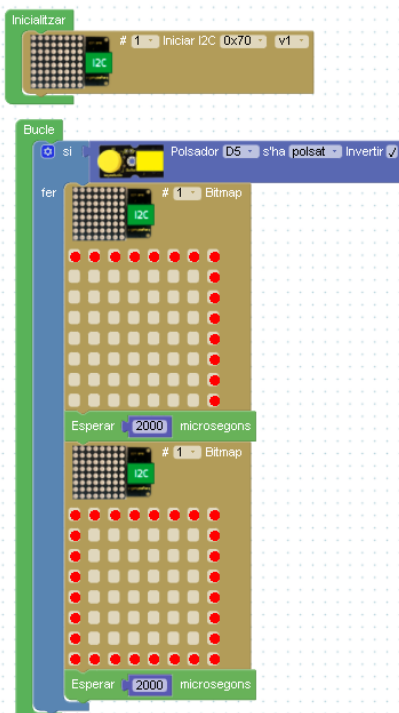 Inicialitzar
# 1 Iniciar I2C 0x70 v1
I2C
Bucle
si Polsador D5 s'ha polsat Invertir
fer # 1 Bitmap
I2C
Esperar 2000 microsegons
# 1 Bitmap
I2C
Esperar 2000 microsegons